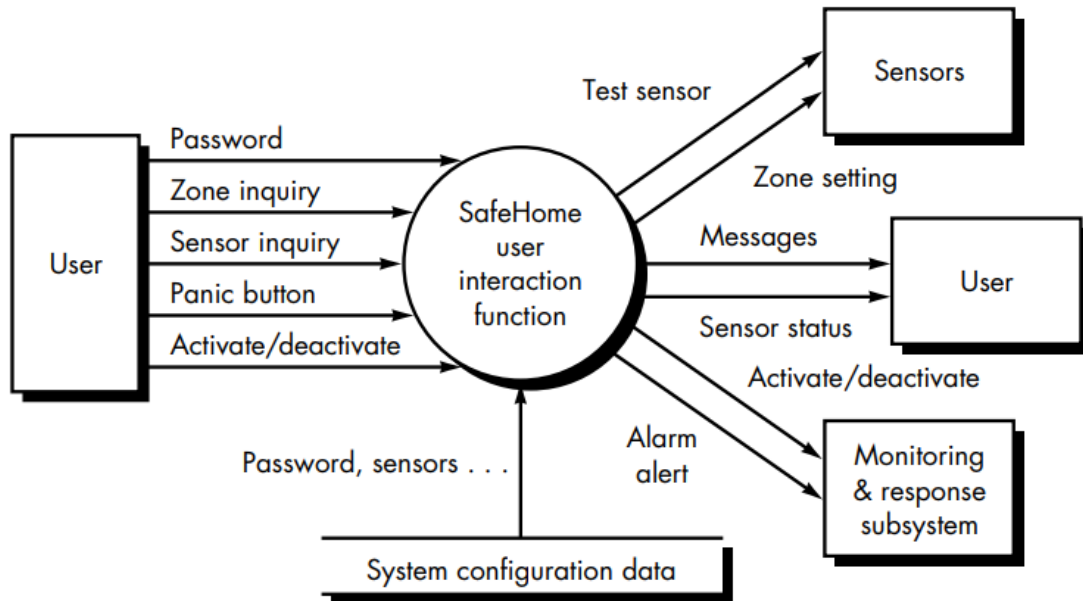 User
Password
Zone inquiry
Sensor inquiry
Panic button
Activate/deactivate
SafeHome
user
interaction
function
Password, sensors . . .
System configuration data
Test sensor
Zone setting
Sensors
Messages
Sensor status
User
Activate/deactivate
Alarm
alert
Monitoring
& response
subsystem